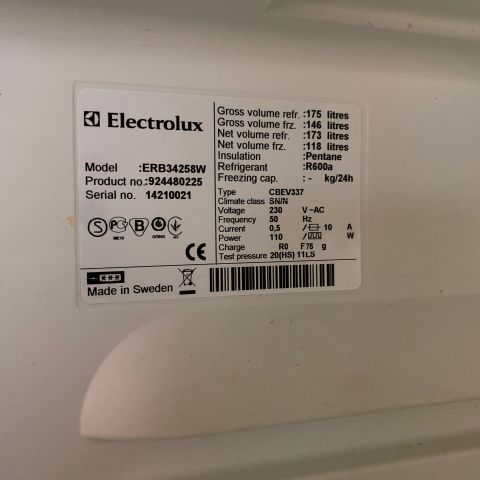 Electrolux
Model :ERB34258W
Product no.:924480225
Serial no. 14210021
S PC B
ME10
Made in Sweden
CE
Gross volume refr. :175 litres
Gross volume frz. :146 litres
Net volume refr. :173 litres
Net volume frz. :118 litres
Insulation :Pentane
Refrigerant :R600a
Freezing cap. :- kg/24h
Type CBEV337
Climate class SN/N
Voltage 230 V ~AC
Frequency 50 Hz
Current 0,5 / 10 A
Power 110 / W
Charge R0 F75 g
Test pressure 20(HS) 11LS